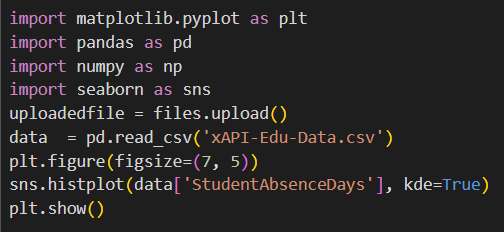 import matplotlib.pyplot as plt
import pandas as pd
import numpy as np
import seaborn as sns
uploadedfile = files.upload()
data  = pd.read_csv('xAPI-Edu-Data.csv')
plt.figure(figsize=(7, 5))
sns.histplot(data['StudentAbsenceDays'], kde=True)
plt.show()